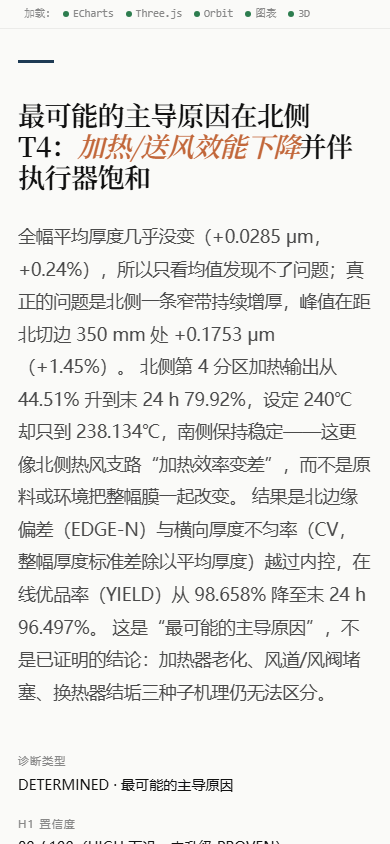 加载: ECharts Three.js Orbit 图表 3D
最可能的主导原因在北侧
T4：加热/送风效能下降并伴
执行器饱和
全幅平均厚度几乎没变（+0.0285 μm，
+0.24%），所以只看均值发现不了问题；真
正的问题是北侧一条窄带持续增厚，峰值在距
北切边 350 mm 处 +0.1753 μm
（+1.45%）。 北侧第 4 分区加热输出从
44.51% 升到末 24 h 79.92%，设定 240℃
却只到 238.134℃，南侧保持稳定——这更
像北侧热风支路“加热效率变差”，而不是原
料或环境把整幅膜一起改变。 结果是北边缘
偏差（EDGE-N）与横向厚度不匀率（CV，
整幅厚度标准差除以平均厚度）越过内控，在
线优品率（YIELD）从 98.658% 降至末 24 h
96.497%。 这是“最可能的主导原因”，不
是已证明的结论：加热器老化、风道/风阀堵
塞、换热器结垢三种子机理仍无法区分。
诊断类型
DETERMINED · 最可能的主导原因
H1 置信度